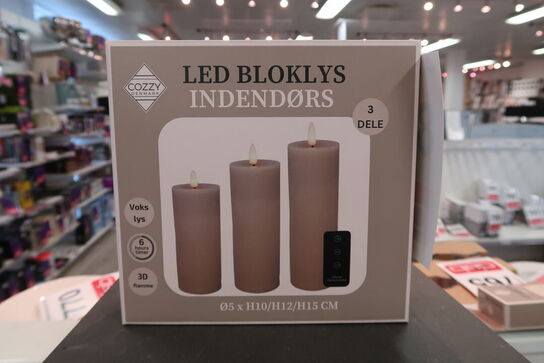 COZZY
DENMARK
LED BLOKLYS
INDENDØRS
3
DELE
Voks
lys
6
hours
timer
3D
flamme
Ø5 x H10/H12/H15 CM